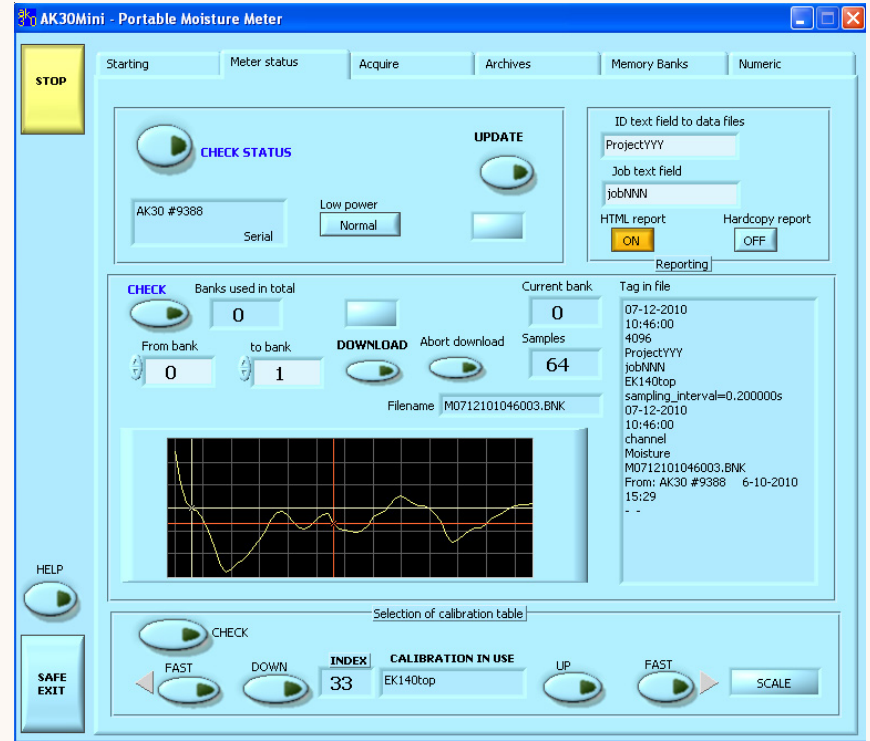 AK30Mini - Portable Moisture Meter
STOP
Starting
Meter status
Acquire
Archives
Memory Banks
Numeric
CHECK STATUS
UPDATE
AK30 #9388
Serial
Low power
Normal
ID text field to data files
ProjectYYY
Job text field
jobNNN
HTML report
Hardcopy report
ON
OFF
Reporting
CHECK
Banks used in total
0
Current bank
0
From bank
0
to bank
1
DOWNLOAD
Abort download
Samples
64
Filename
M0712101046003.BNK
Tag in file
07-12-2010
10:46:00
4096
ProjectYYY
jobNNN
EK140top
sampling_interval=0.200000s
07-12-2010
10:46:00
channel
Moisture
M0712101046003.BNK
From: AK30 #9388 6-10-2010
15:29
- -
HELP
SAFE
EXIT
Selection of calibration table
CHECK
FAST
DOWN
INDEX
33
CALIBRATION IN USE
EK140top
UP
FAST
SCALE